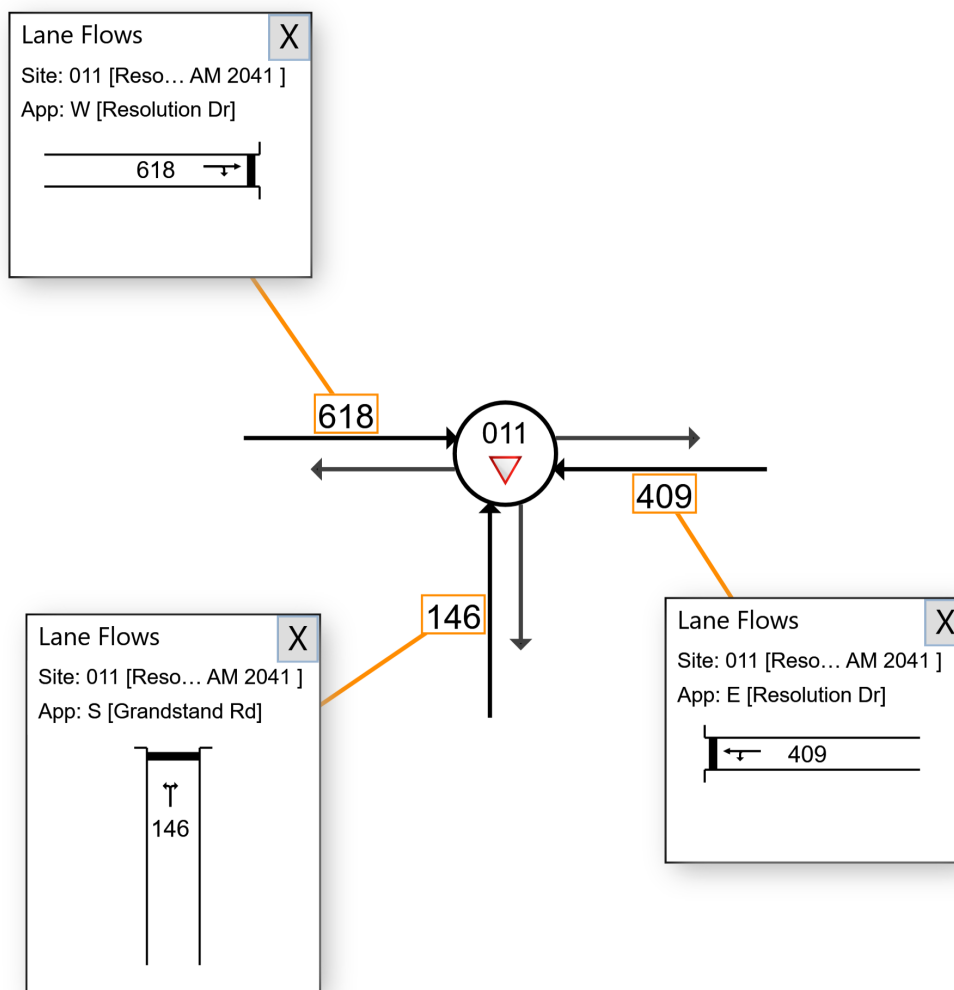 Lane Flows
X
Site: 011 [Reso... AM 2041 ]
App: W [Resolution Dr]
618
618
011
409
146
Lane Flows
X
Site: 011 [Reso... AM 2041 ]
App: S [Grandstand Rd]
146
Lane Flows
X
Site: 011 [Reso... AM 2041 ]
App: E [Resolution Dr]
409